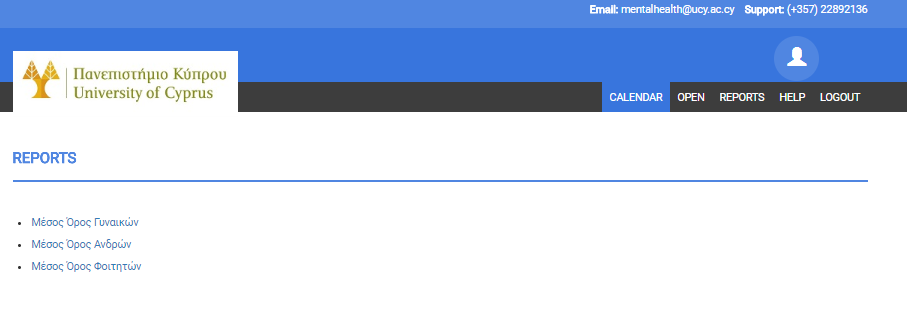 Email: mentalhealth@ucy.ac.cy Support: (+357) 22892136
Πανεπιστήμιο Κύπρου
University of Cyprus
CALENDAR OPEN REPORTS HELP LOGOUT
REPORTS
Μέσος Όρος Γυναικών
Μέσος Όρος Ανδρών
Μέσος Όρος Φοιτητών